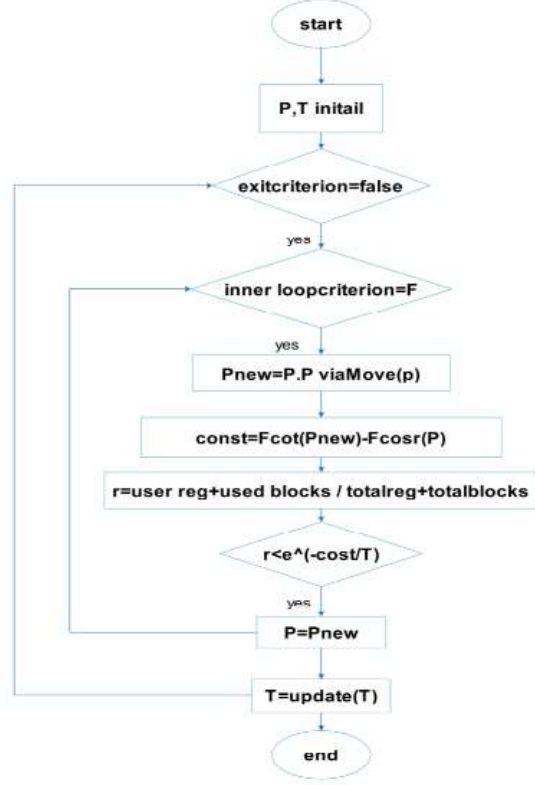 start
P,T initail
exitcriterion=false
yes
inner loopcriterion=F
yes
Pnew=P.P viaMove(p)
const=Fcot(Pnew)-Fcosr(P)
r=user reg+used blocks / totalreg+totalblocks
r<e^(-cost/T)
yes
P=Pnew
T=update(T)
end